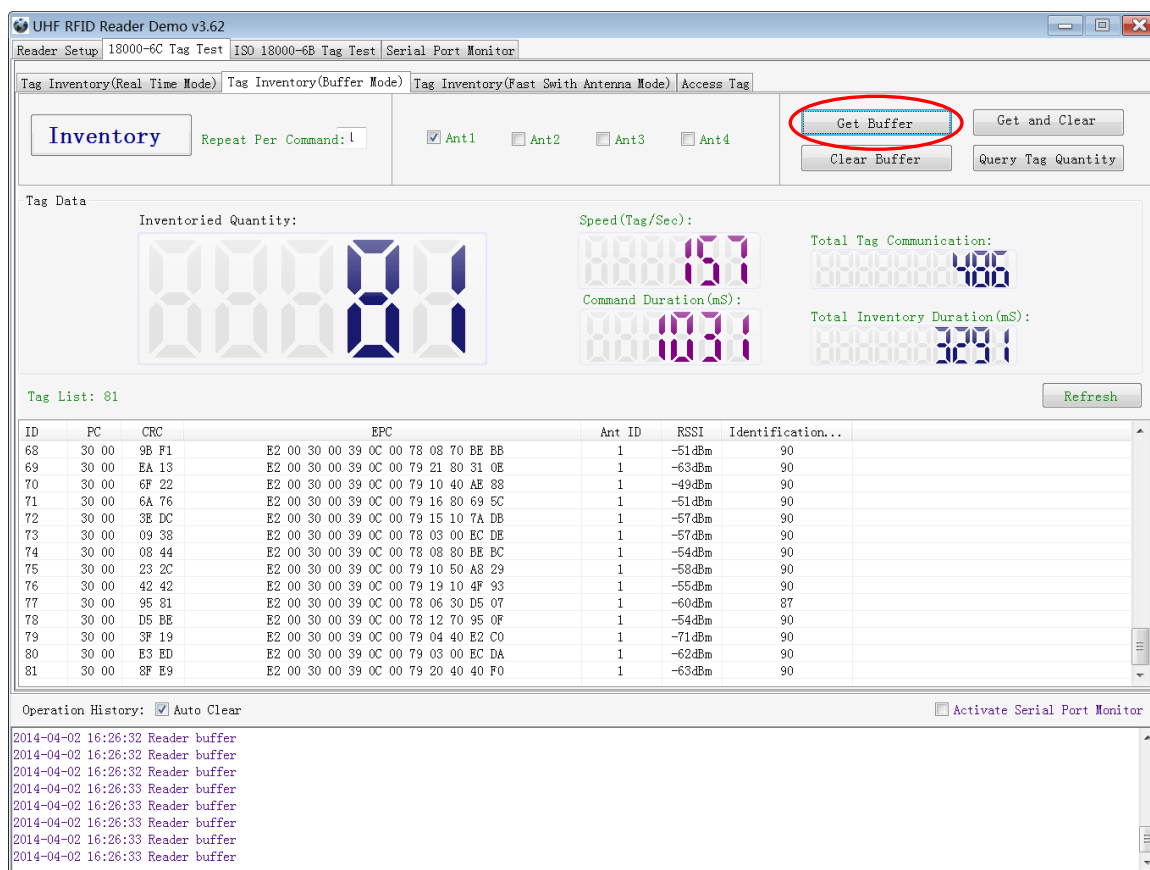 UHF RFID Reader Demo v3.62
Reader Setup 18000-6C Tag Test ISO 18000-6B Tag Test Serial Port Monitor
Tag Inventory(Real Time Mode) Tag Inventory(Buffer Mode) Tag Inventory(Fast Swith Antenna Mode) Access Tag
Inventory Repeat Per Command: 1 Ant1 Ant2 Ant3 Ant4 Get Buffer Get and Clear
Clear Buffer Query Tag Quantity
Tag Data
Inventoried Quantity: Speed(Tag/Sec): Total Tag Communication:
81 157 486
Command Duration(mS): Total Inventory Duration(mS):
1031 3291
Tag List: 81 Refresh
ID PC CRC EPC Ant ID RSSI Identification...
68 30 00 9B F1 E2 00 30 00 39 0C 00 78 08 70 BE BB 1 -51dBm 90
69 30 00 EA 13 E2 00 30 00 39 0C 00 79 21 80 31 0E 1 -63dBm 90
70 30 00 6F 22 E2 00 30 00 39 0C 00 79 10 40 AE 88 1 -49dBm 90
71 30 00 6A 76 E2 00 30 00 39 0C 00 79 16 80 69 5C 1 -51dBm 90
72 30 00 3E DC E2 00 30 00 39 0C 00 79 15 10 7A DB 1 -57dBm 90
73 30 00 09 38 E2 00 30 00 39 0C 00 78 03 00 EC DE 1 -57dBm 90
74 30 00 08 44 E2 00 30 00 39 0C 00 78 08 80 BE BC 1 -54dBm 90
75 30 00 23 2C E2 00 30 00 39 0C 00 79 10 50 A8 29 1 -58dBm 90
76 30 00 42 42 E2 00 30 00 39 0C 00 79 19 10 4F 93 1 -55dBm 90
77 30 00 95 81 E2 00 30 00 39 0C 00 78 06 30 D5 07 1 -60dBm 87
78 30 00 D5 BE E2 00 30 00 39 0C 00 78 12 70 95 0F 1 -54dBm 90
79 30 00 3F 19 E2 00 30 00 39 0C 00 79 04 40 E2 C0 1 -71dBm 90
80 30 00 E3 ED E2 00 30 00 39 0C 00 79 03 00 EC DA 1 -62dBm 90
81 30 00 8F E9 E2 00 30 00 39 0C 00 79 20 40 40 F0 1 -63dBm 90
Operation History: Auto Clear Activate Serial Port Monitor
2014-04-02 16:26:32 Reader buffer
2014-04-02 16:26:32 Reader buffer
2014-04-02 16:26:32 Reader buffer
2014-04-02 16:26:33 Reader buffer
2014-04-02 16:26:33 Reader buffer
2014-04-02 16:26:33 Reader buffer
2014-04-02 16:26:33 Reader buffer
2014-04-02 16:26:33 Reader buffer